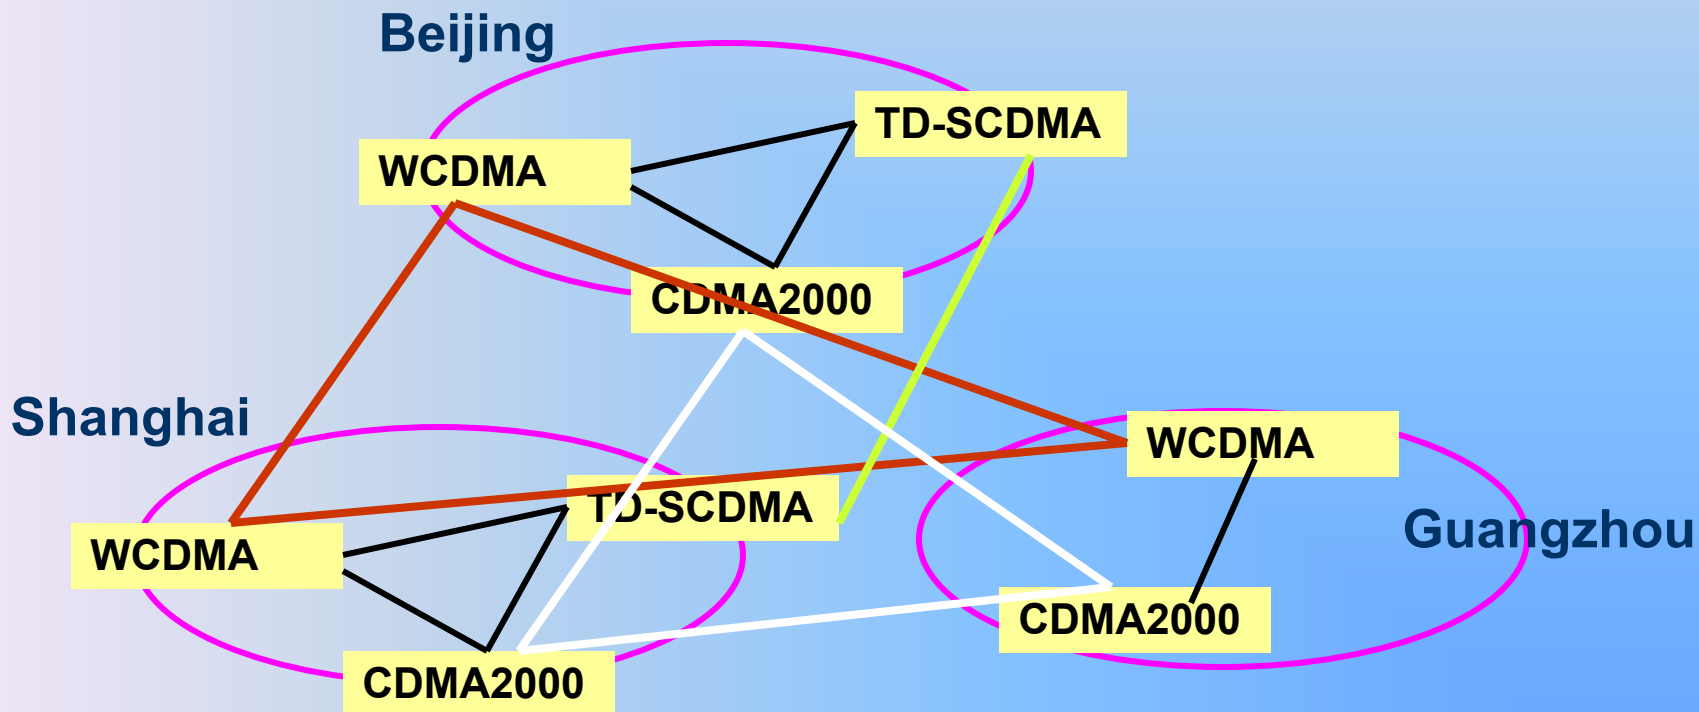 Beijing
TD-SCDMA
WCDMA
CDMA2000
Shanghai
WCDMA
TD-SCDMA
Guangzhou
WCDMA
CDMA2000
CDMA2000